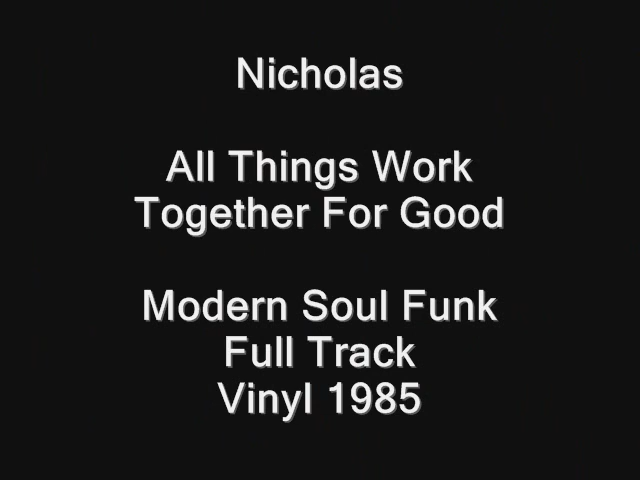 Nicholas
All Things Work
Together For Good
Modern Soul Funk
Full Track
Vinyl 1985